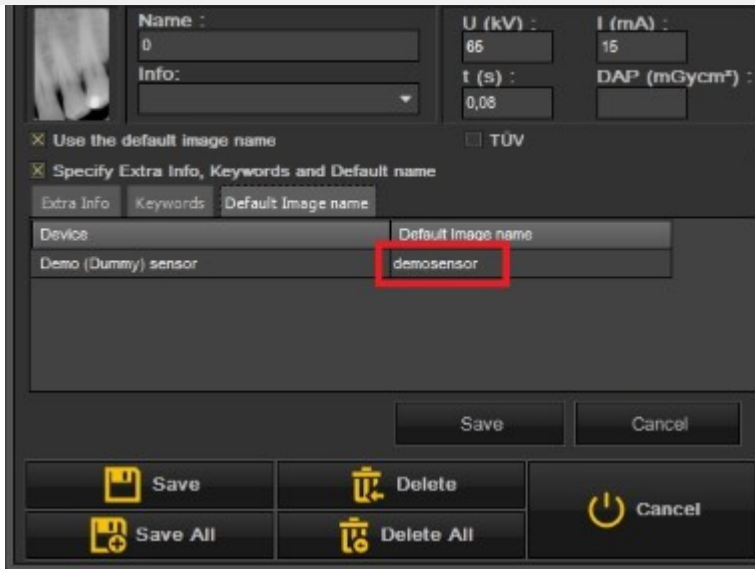 Name :
U (kV) :
I (mA) :
0
65
15
Info:
t (s) :
DAP (mGycm²) :
0,08
Use the default image name
TÜV
Specify Extra Info, Keywords and Default name
Extra Info
Keywords
Default Image name
Device
Default Image name
Demo (Dummy) sensor
demosensor
Save
Cancel
Save
Delete
Cancel
Save All
Delete All